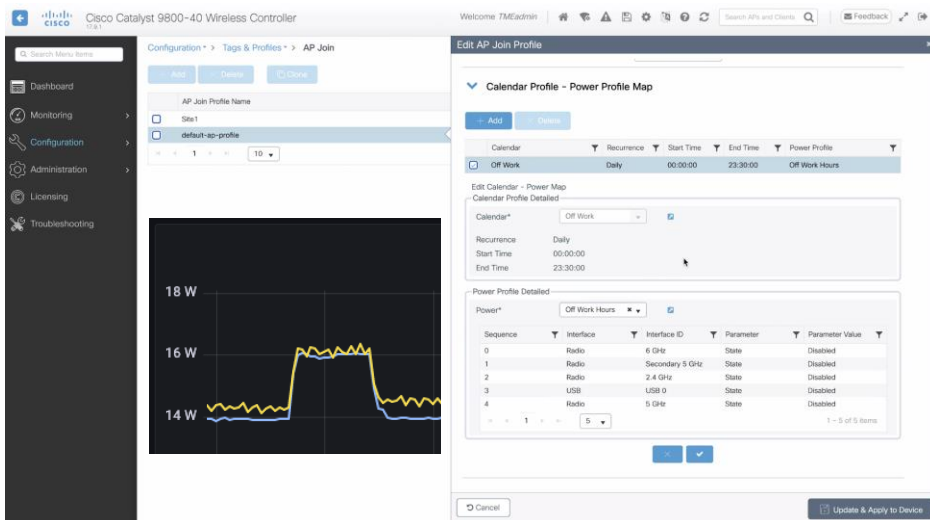 CISCO Cisco Catalyst 9800-40 Wireless Controller
17.9.1
Welcome TMEadmin
Search APs and Clients
Feedback
Search Menu Items
Dashboard
Monitoring
Configuration
Administration
Licensing
Troubleshooting
Configuration > Tags & Profiles > AP Join
+ Add × Delete Clone
AP Join Profile Name
Site1
default-ap-profile
1 10
18 W
16 W
14 W
Edit AP Join Profile
Calendar Profile - Power Profile Map
+ Add × Delete
Calendar Recurrence Start Time End Time Power Profile
Off Work Daily 00:00:00 23:30:00 Off Work Hours
Edit Calendar - Power Map
Calendar Profile Detailed
Calendar* Off Work
Recurrence Daily
Start Time 00:00:00
End Time 23:30:00
Power Profile Detailed
Power* Off Work Hours
Sequence Interface Interface ID Parameter Parameter Value
0 Radio 6 GHz State Disabled
1 Radio Secondary 5 GHz State Disabled
2 Radio 2.4 GHz State Disabled
3 USB USB 0 State Disabled
4 Radio 5 GHz State Disabled
1 5 1 - 5 of 5 items
Cancel
Update & Apply to Device